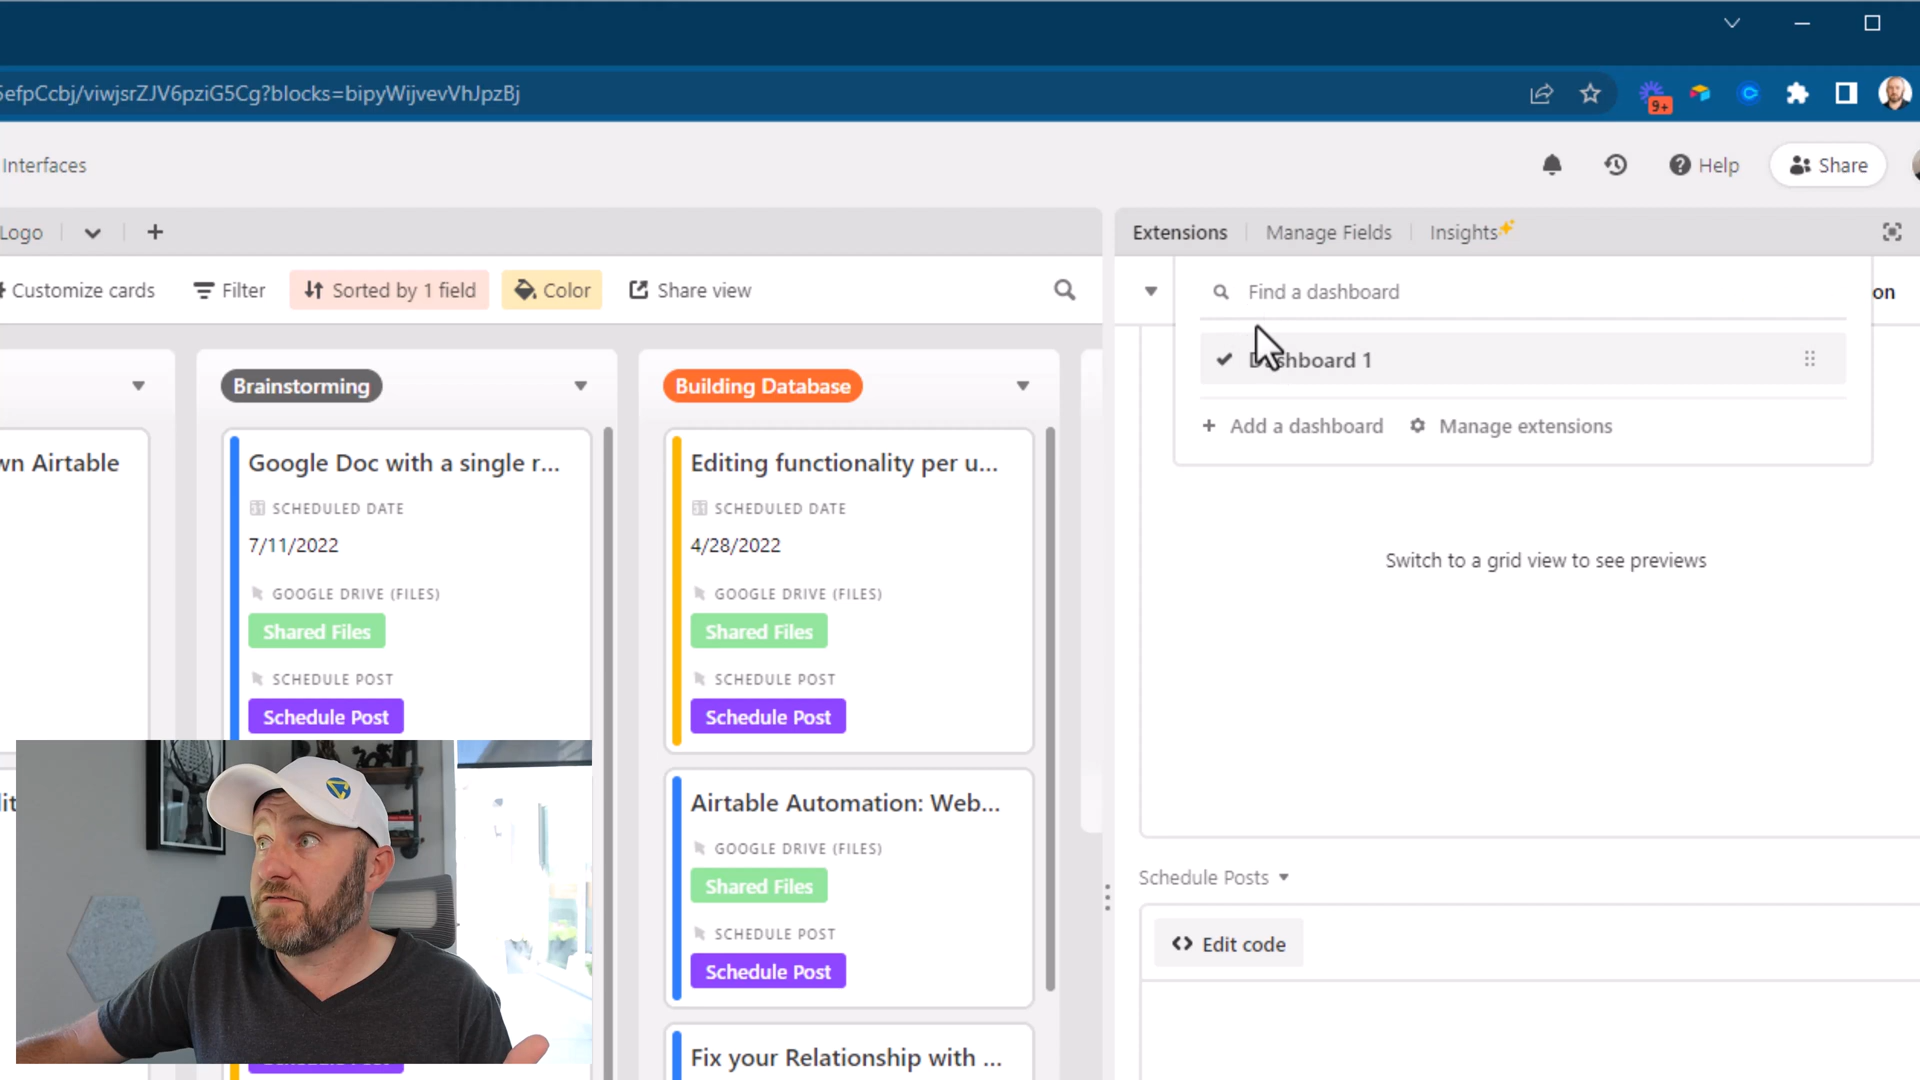 5efpCcbj/viwjsrZJV6pziG5Cg?blocks=bipyWijvevVhJpzBj
9+
Interfaces
Help
Share
Logo
Extensions
Manage Fields
Insights
Customize cards
Filter
Sorted by 1 field
Color
Share view
Find a dashboard
on
Dashboard 1
Add a dashboard
Manage extensions
Switch to a grid view to see previews
Schedule Posts
Edit code
wn Airtable
Brainstorming
Google Doc with a single r...
SCHEDULED DATE
7/11/2022
GOOGLE DRIVE (FILES)
Shared Files
SCHEDULE POST
Schedule Post
Building Database
Editing functionality per u...
SCHEDULED DATE
4/28/2022
GOOGLE DRIVE (FILES)
Shared Files
SCHEDULE POST
Schedule Post
Airtable Automation: Web...
GOOGLE DRIVE (FILES)
Shared Files
SCHEDULE POST
Schedule Post
Fix your Relationship with ...